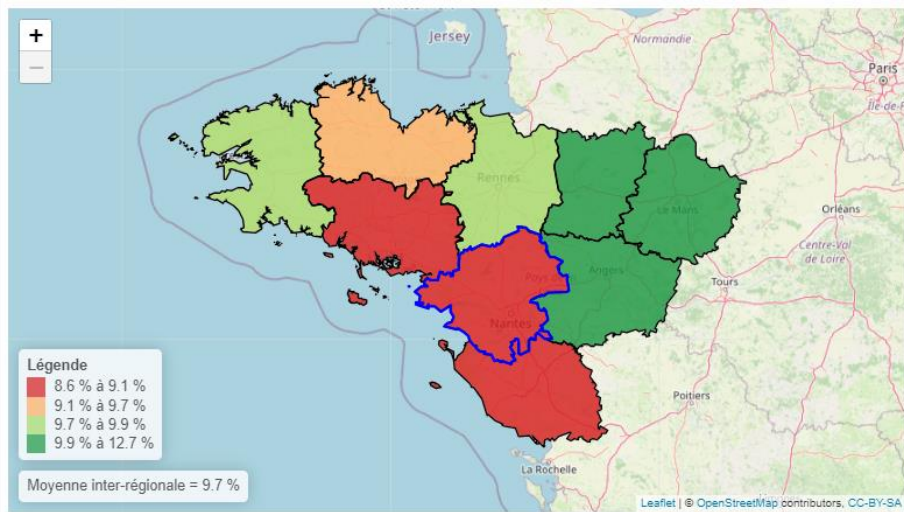 +
−
Jersey
Normandie
Paris
Rennes
Le Mans
Orléans
Centre-Val
de Loire
Pays de
Angers
Tours
Nantes
Poitiers
La Rochelle
Légende
8.6 % à 9.1 %
9.1 % à 9.7 %
9.7 % à 9.9 %
9.9 % à 12.7 %
Moyenne inter-régionale = 9.7 %
Leaflet | © OpenStreetMap contributors, CC-BY-SA